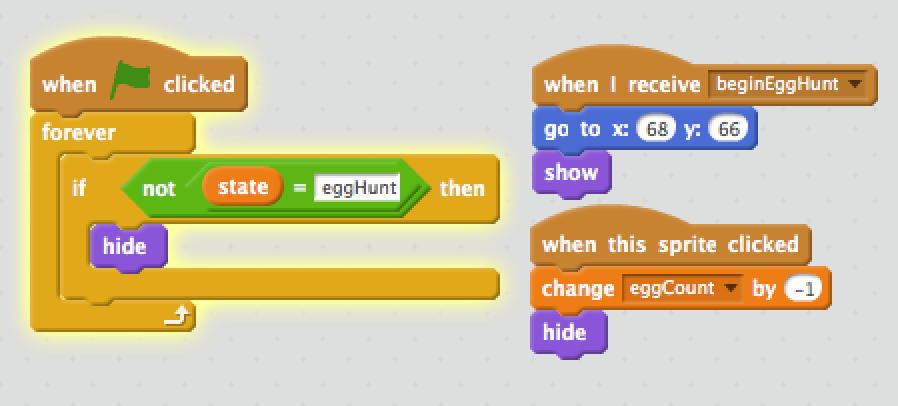 when clicked
forever
if not state = eggHunt then
hide
when I receive beginEggHunt
go to x: 68 y: 66
show
when this sprite clicked
change eggCount by -1
hide